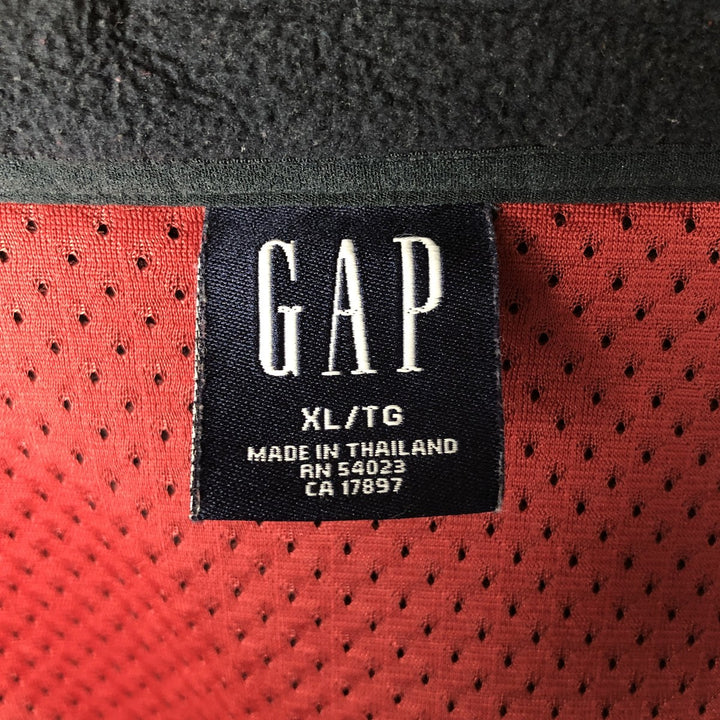 GAP
XL/TG
MADE IN THAILAND
RN 54023
CA 17897